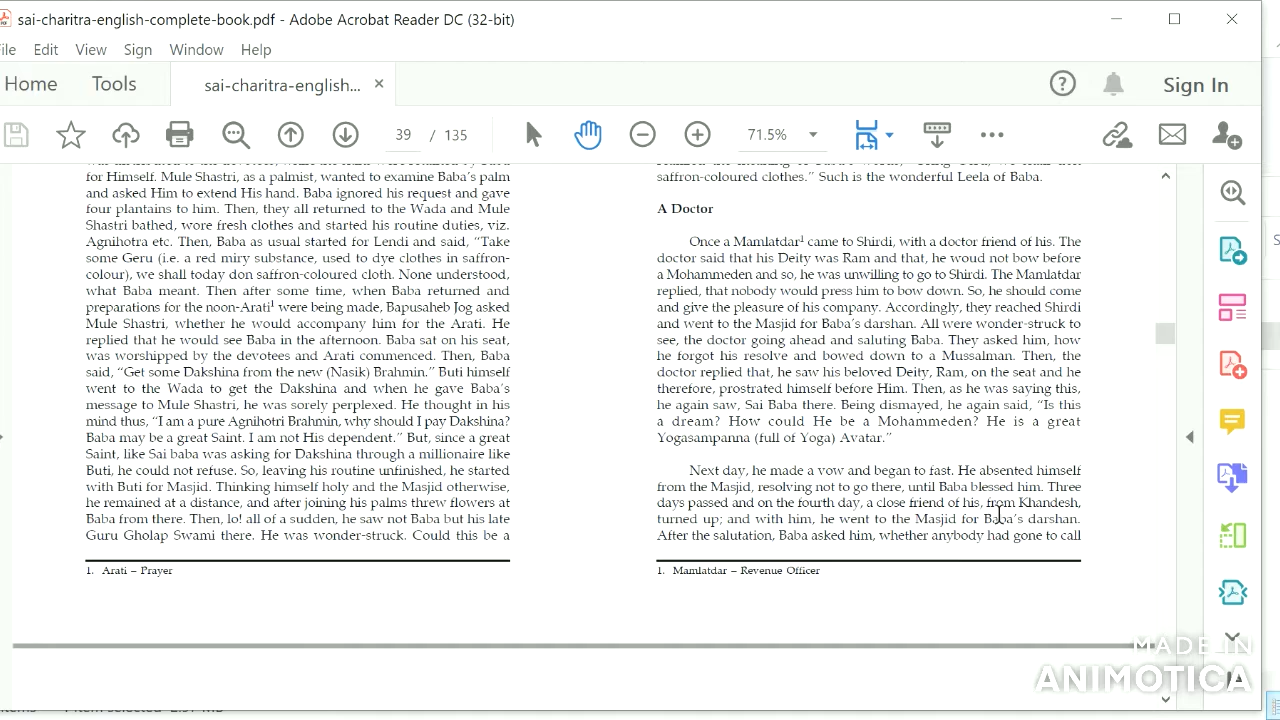 sai-charitra-english-complete-book.pdf - Adobe Acrobat Reader DC (32-bit)
File Edit View Sign Window Help
Home Tools sai-charitra-english... × Sign In
39 / 135 71.5%
for Himself. Mule Shastri, as a palmist, wanted to examine Baba's palm
and asked Him to extend His hand. Baba ignored his request and gave
four plantains to him. Then, they all returned to the Wada and Mule
Shastri bathed, wore fresh clothes and started his routine duties, viz.
Agnihotra etc. Then, Baba as usual started for Lendi and said, "Take
some Geru (i.e. a red miry substance, used to dye clothes in saffron-
colour), we shall today don saffron-coloured cloth. None understood,
what Baba meant. Then after some time, when Baba returned and
preparations for the noon-Arati¹ were being made, Bapusaheb Jog asked
Mule Shastri, whether he would accompany him for the Arati. He
replied that he would see Baba in the afternoon. Baba sat on his seat,
was worshipped by the devotees and Arati commenced. Then, Baba
said, "Get some Dakshina from the new (Nasik) Brahmin." Buti himself
went to the Wada to get the Dakshina and when he gave Baba's
message to Mule Shastri, he was sorely perplexed. He thought in his
mind thus, "I am a pure Agnihotri Brahmin, why should I pay Dakshina?
Baba may be a great Saint. I am not His dependent." But, since a great
Saint, like Sai baba was asking for Dakshina through a millionaire like
Buti, he could not refuse. So, leaving his routine unfinished, he started
with Buti for Masjid. Thinking himself holy and the Masjid otherwise,
he remained at a distance, and after joining his palms threw flowers at
Baba from there. Then, lo! all of a sudden, he saw not Baba but his late
Guru Gholap Swami there. He was wonder-struck. Could this be a
1. Arati – Prayer
saffron-coloured clothes." Such is the wonderful Leela of Baba.
A Doctor
Once a Mamlatdar¹ came to Shirdi, with a doctor friend of his. The
doctor said that his Deity was Ram and that, he woud not bow before
a Mohammeden and so, he was unwilling to go to Shirdi. The Mamlatdar
replied, that nobody would press him to bow down. So, he should come
and give the pleasure of his company. Accordingly, they reached Shirdi
and went to the Masjid for Baba's darshan. All were wonder-struck to
see, the doctor going ahead and saluting Baba. They asked him, how
he forgot his resolve and bowed down to a Mussalman. Then, the
doctor replied that, he saw his beloved Deity, Ram, on the seat and he
therefore, prostrated himself before Him. Then, as he was saying this,
he again saw, Sai Baba there. Being dismayed, he again said, "Is this
a dream? How could He be a Mohammeden? He is a great
Yogasampanna (full of Yoga) Avatar."
Next day, he made a vow and began to fast. He absented himself
from the Masjid, resolving not to go there, until Baba blessed him. Three
days passed and on the fourth day, a close friend of his, from Khandesh,
turned up; and with him, he went to the Masjid for Baba's darshan.
After the salutation, Baba asked him, whether anybody had gone to call
1. Mamlatdar – Revenue Officer
MADE IN
ANIMOTICA